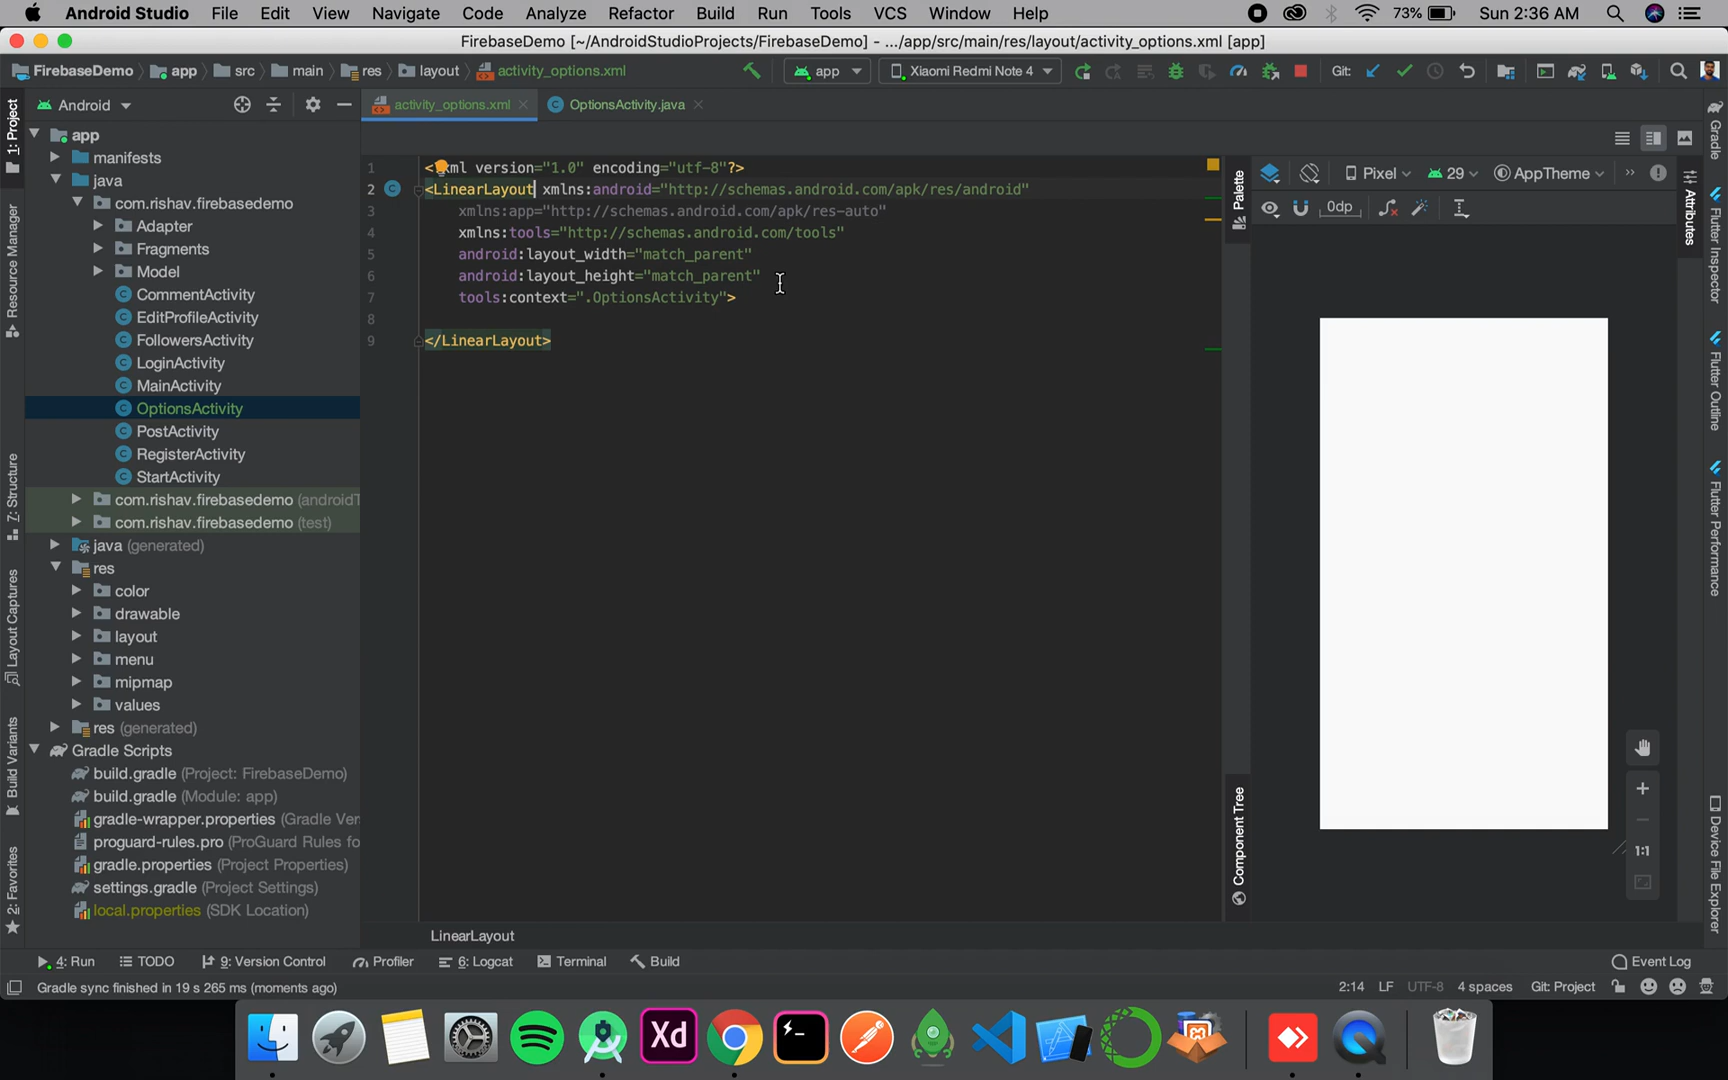 Android Studio File Edit View Navigate Code Analyze Refactor Build Run Tools VCS Window Help 73% Sun 2:36 AM
FirebaseDemo [~/AndroidStudioProjects/FirebaseDemo] - .../app/src/main/res/layout/activity_options.xml [app]
FirebaseDemo app src main res layout activity_options.xml app Xiaomi Redmi Note 4 Git:
Android activity_options.xml OptionsActivity.java
1: Project
Resource Manager
7: Structure
Layout Captures
Build Variants
2: Favorites
app
manifests
java
com.rishav.firebasedemo
Adapter
Fragments
Model
CommentActivity
EditProfileActivity
FollowersActivity
LoginActivity
MainActivity
OptionsActivity
PostActivity
RegisterActivity
StartActivity
com.rishav.firebasedemo (androidT
com.rishav.firebasedemo (test)
java (generated)
res
color
drawable
layout
menu
mipmap
values
res (generated)
Gradle Scripts
build.gradle (Project: FirebaseDemo)
build.gradle (Module: app)
gradle-wrapper.properties (Gradle Ver
proguard-rules.pro (ProGuard Rules fo
gradle.properties (Project Properties)
settings.gradle (Project Settings)
local.properties (SDK Location)
1 <?xml version="1.0" encoding="utf-8"?>
2 <LinearLayout xmlns:android="http://schemas.android.com/apk/res/android"
3 xmlns:app="http://schemas.android.com/apk/res-auto"
4 xmlns:tools="http://schemas.android.com/tools"
5 android:layout_width="match_parent"
6 android:layout_height="match_parent"
7 tools:context=".OptionsActivity">
8
9 </LinearLayout>
LinearLayout
Palette
Component Tree
Pixel 29 AppTheme »
0dp
1:1
Attributes
Gradle
Flutter Inspector
Flutter Outline
Flutter Performance
Device File Explorer
4: Run TODO 9: Version Control Profiler 6: Logcat Terminal Build Event Log
Gradle sync finished in 19 s 265 ms (moments ago) 2:14 LF UTF-8 4 spaces Git: Project
Xd